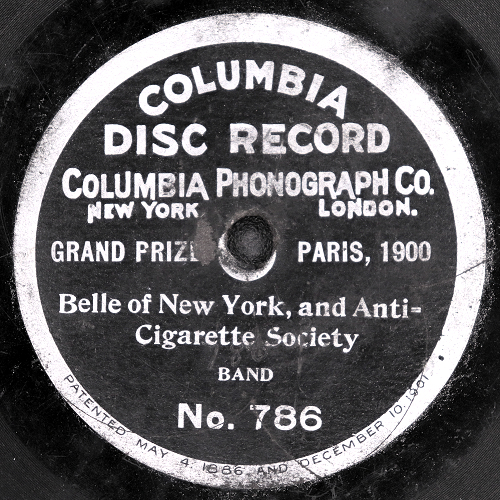 COLUMBIA
DISC RECORD
COLUMBIA PHONOGRAPH CO.
NEW YORK LONDON.
GRAND PRIZE PARIS, 1900
Belle of New York, and Anti-
Cigarette Society
BAND
No. 786
PATENTED MAY 4 1886 AND DECEMBER 10 1901